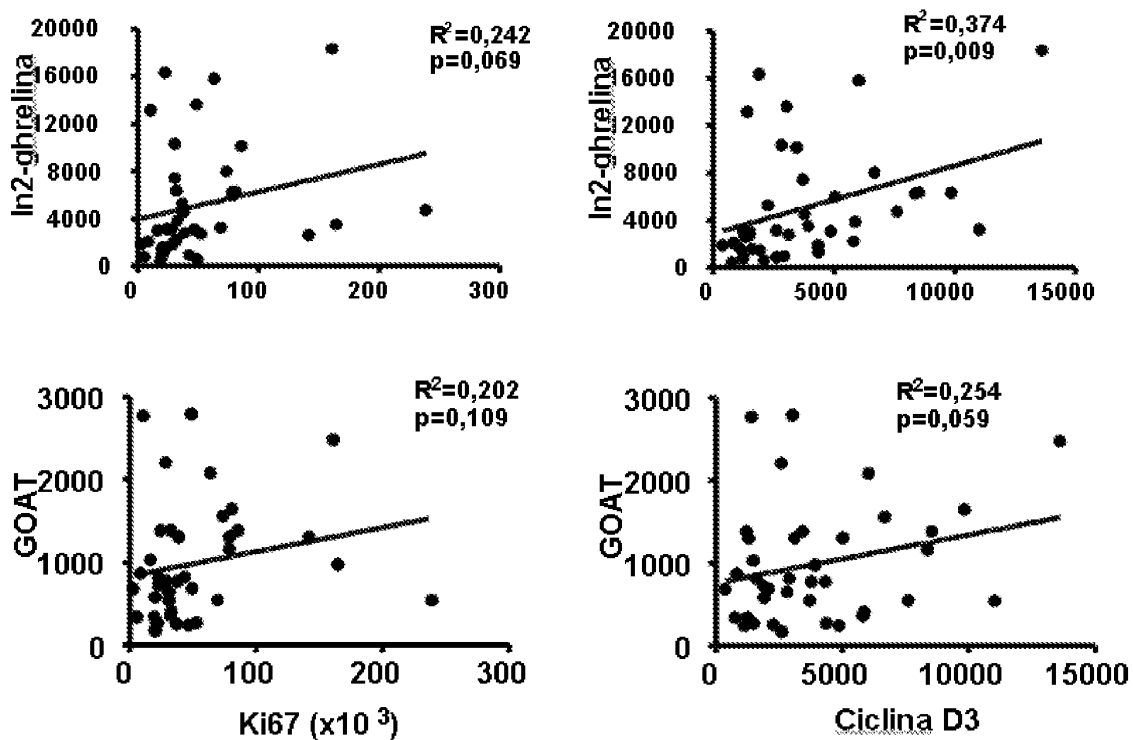 In2-ghrelina
20000
16000
12000
8000
4000
0
R²=0,242
p=0,069
0 100 200 300
In2-ghrelina
20000
16000
12000
8000
4000
0
R²=0,374
p=0,009
0 5000 10000 15000
GOAT
3000
2000
1000
0
R²=0,202
p=0,109
0 100 200 300
Ki67 (x10 ³)
GOAT
3000
2000
1000
0
R²=0,254
p=0,059
0 5000 10000 15000
Ciclina D3